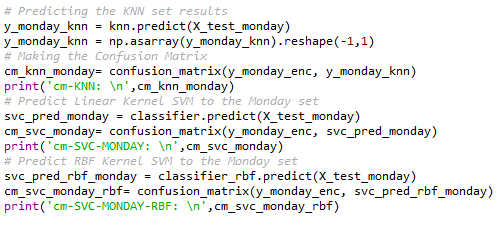 # Predicting the KNN set results
y_monday_knn = knn.predict(X_test_monday)
y_monday_knn = np.asarray(y_monday_knn).reshape(-1,1)
# Making the Confusion Matrix
cm_knn_monday= confusion_matrix(y_monday_enc, y_monday_knn)
print('cm-KNN: \n',cm_knn_monday)
# Predict Linear Kernel SVM to the Monday set
svc_pred_monday = classifier.predict(X_test_monday)
cm_svc_monday= confusion_matrix(y_monday_enc, svc_pred_monday)
print('cm-SVC-MONDAY: \n',cm_svc_monday)
# Predict RBF Kernel SVM to the Monday set
svc_pred_rbf_monday = classifier_rbf.predict(X_test_monday)
cm_svc_monday_rbf= confusion_matrix(y_monday_enc, svc_pred_rbf_monday)
print('cm-SVC-MONDAY-RBF: \n',cm_svc_monday_rbf)